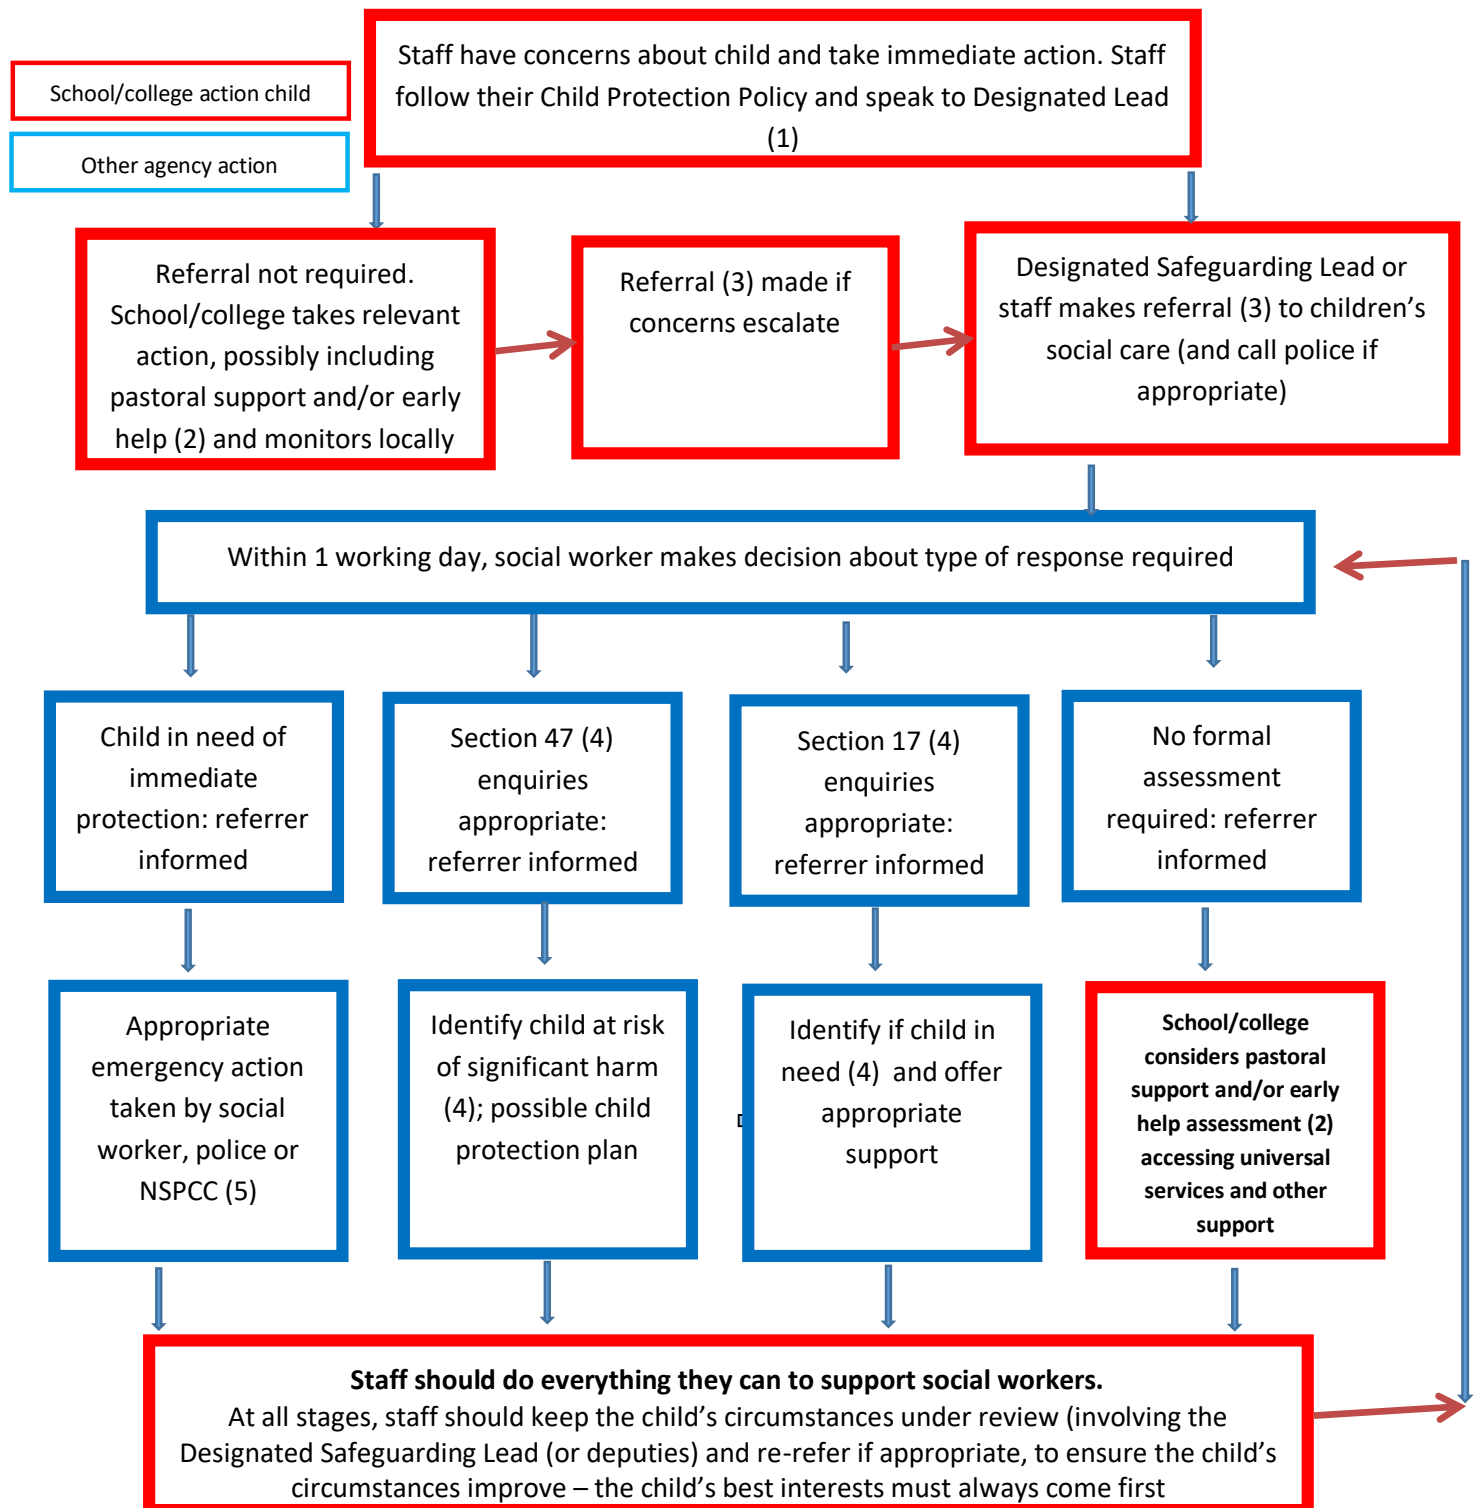 Staff have concerns about child and take immediate action. Staff
follow their Child Protection Policy and speak to Designated Lead
(1)
School/college action child
Other agency action
Referral not required.
School/college takes relevant
action, possibly including
pastoral support and/or early
help (2) and monitors locally
Referral (3) made if
concerns escalate
Designated Safeguarding Lead or
staff makes referral (3) to children’s
social care (and call police if
appropriate)
Within 1 working day, social worker makes decision about type of response required
Child in need of
immediate
protection: referrer
informed
Section 47 (4)
enquiries
appropriate:
referrer informed
Section 17 (4)
enquiries
appropriate:
referrer informed
No formal
assessment
required: referrer
informed
Appropriate
emergency action
taken by social
worker, police or
NSPCC (5)
Identify child at risk
of significant harm
(4); possible child
protection plan
Identify if child in
need (4) and offer
appropriate
support
School/college
considers pastoral
support and/or early
help assessment (2)
accessing universal
services and other
support
Staff should do everything they can to support social workers.
At all stages, staff should keep the child’s circumstances under review (involving the
Designated Safeguarding Lead (or deputies) and re-refer if appropriate, to ensure the child’s
circumstances improve – the child’s best interests must always come first